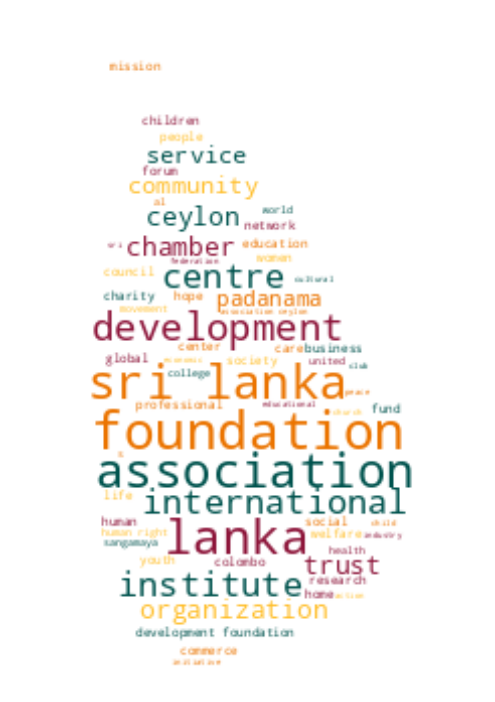 mission
children
people
service
forum
community
al
world
ceylon
network
sri chamber education
federation women
council centre cultural
charity hope padanama
movement association ceylon
development
center care business
global economic society united club
college
sri lanka peace
professional educational church fund
foundation
s
association
life international
human social child
human right lanka welfare industry
sangamaya health
youth colombo trust
institute research
home action
organization
development foundation
commerce
initiative